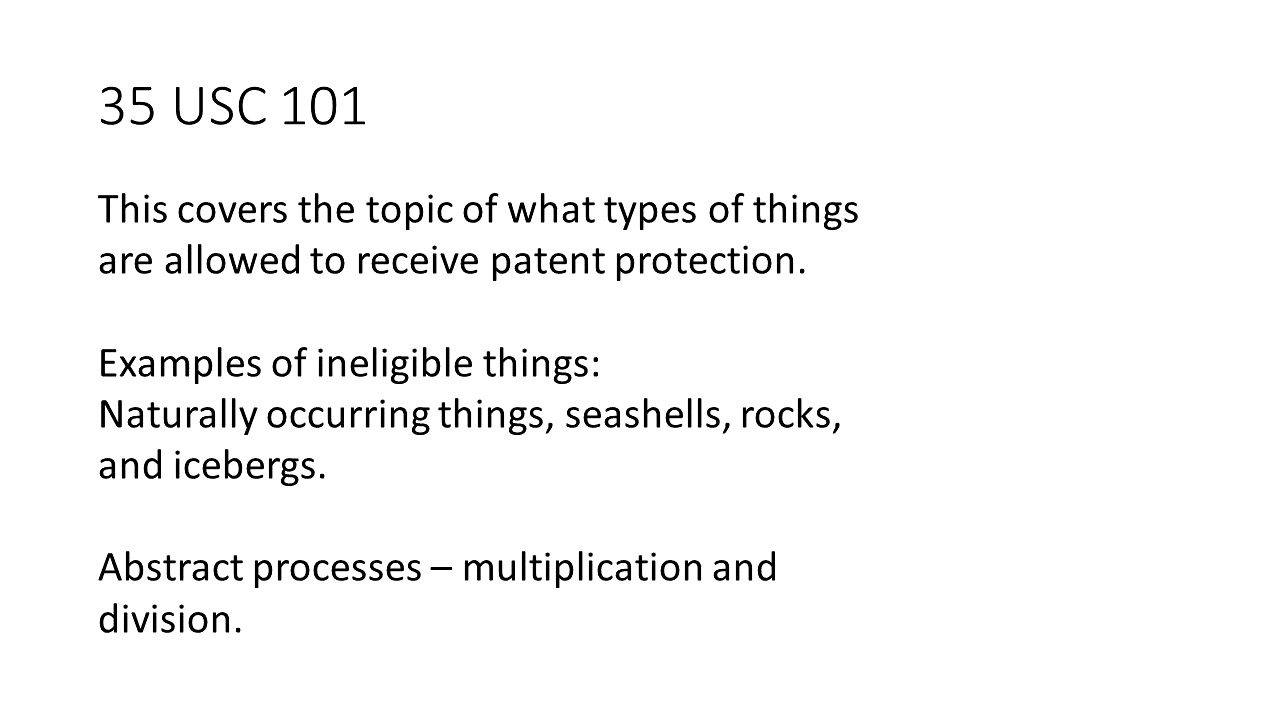 35 USC 101
This covers the topic of what types of things
are allowed to receive patent protection.
Examples of ineligible things:
Naturally occurring things, seashells, rocks,
and icebergs.
Abstract processes – multiplication and
division.